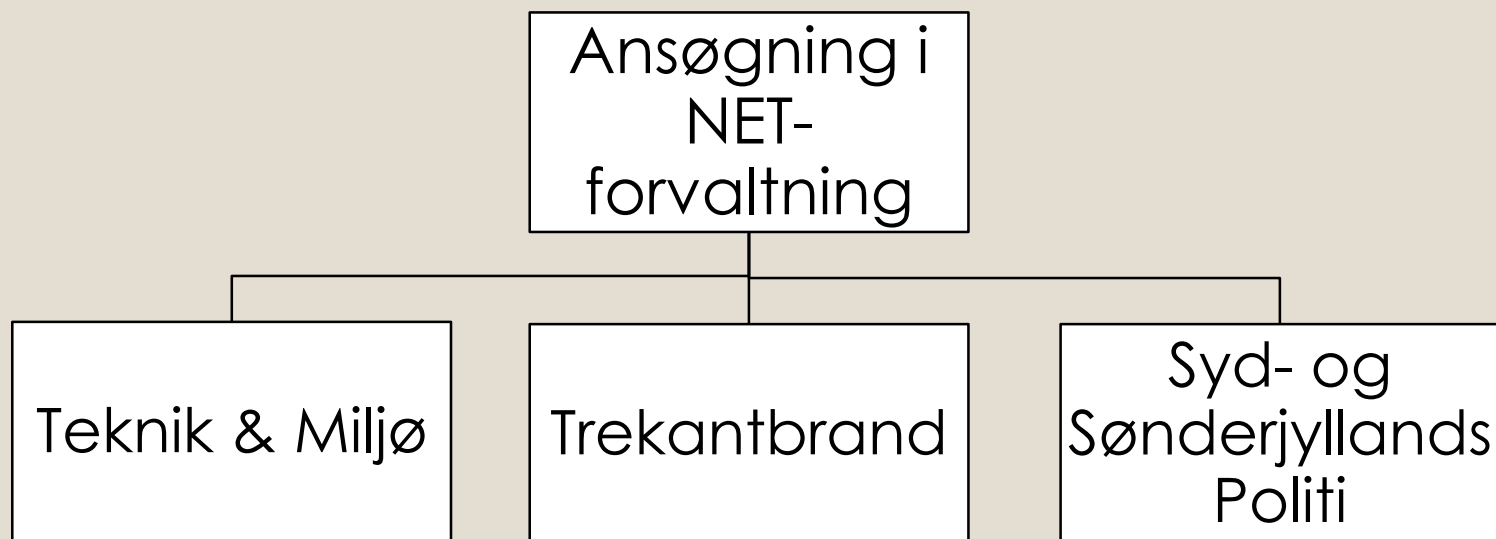 Ansøgning i
NET-
forvaltning
Teknik & Miljø
Trekantbrand
Syd- og
Sønderjyllands
Politi